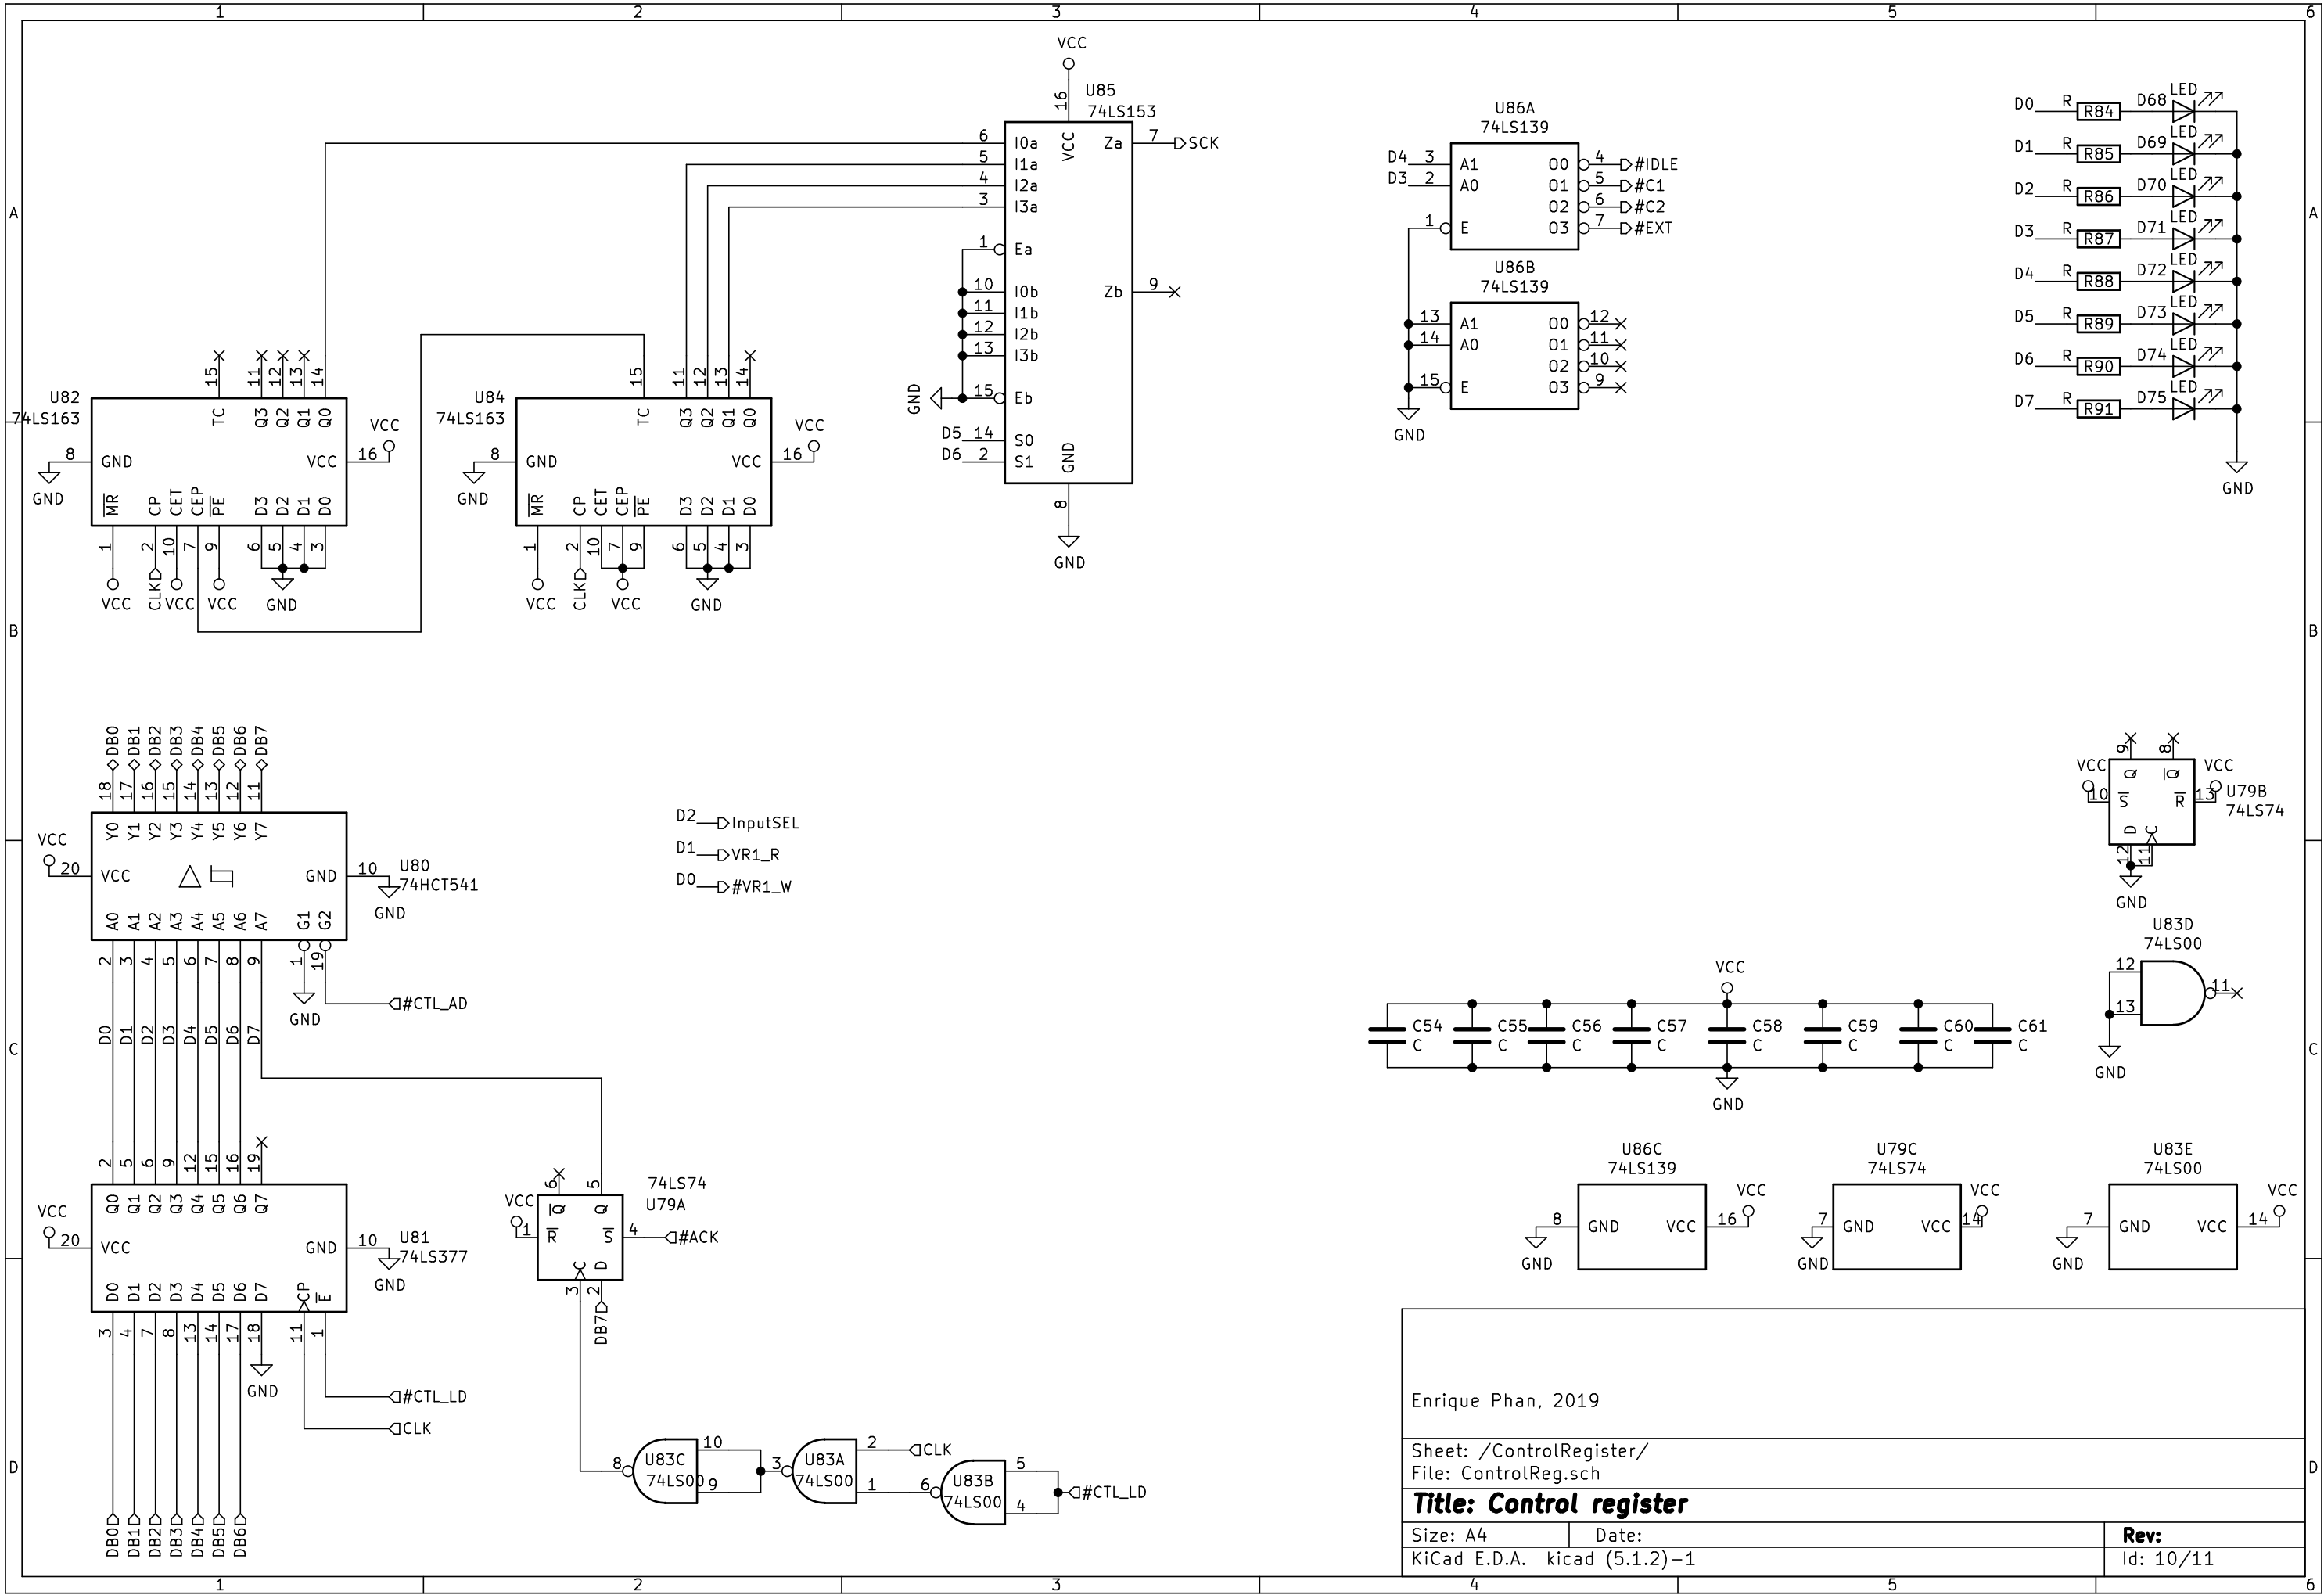 1 2 3 4 5 6
A A
B B
C C
D D
1 2 3 4 5 6
VCC
U85
74LS153
16
VCC
6 I0a
5 I1a
4 I2a
3 I3a
1 Ea
10 I0b
11 I1b
12 I2b
13 I3b
GND 15 Eb
D5 14 S0
D6 2 S1
GND
8
GND
Za 7 SCK
Zb 9
U86A
74LS139
D4 3 A1 O0 4 #IDLE
D3 2 A0 O1 5 #C1
O2 6 #C2
1 E O3 7 #EXT
U86B
74LS139
13 A1 O0 12
14 A0 O1 11
O2 10
15 E O3 9
GND
D0 R R84 D68 LED
D1 R R85 D69 LED
D2 R R86 D70 LED
D3 R R87 D71 LED
D4 R R88 D72 LED
D5 R R89 D73 LED
D6 R R90 D74 LED
D7 R R91 D75 LED
GND
U82
74LS163
15 11 12 13 14
TC Q3 Q2 Q1 Q0
8 GND VCC 16 VCC
GND
MR CP CET CEP PE D3 D2 D1 D0
1 2 10 7 9 6 5 4 3
VCC CLK VCC VCC GND
U84
74LS163
15 11 12 13 14
TC Q3 Q2 Q1 Q0
8 GND VCC 16 VCC
GND
MR CP CET CEP PE D3 D2 D1 D0
1 2 10 7 9 6 5 4 3
VCC CLK VCC GND
DB0 DB1 DB2 DB3 DB4 DB5 DB6 DB7
18 17 16 15 14 13 12 11
Y0 Y1 Y2 Y3 Y4 Y5 Y6 Y7
VCC
20 VCC GND 10
U80
74HCT541
GND
A0 A1 A2 A3 A4 A5 A6 A7 G1 G2
2 3 4 5 6 7 8 9 1 19
GND
#CTL_AD
D0 D1 D2 D3 D4 D5 D6 D7
D2 InputSEL
D1 VR1_R
D0 #VR1_W
2 5 6 9 12 15 16 19
Q0 Q1 Q2 Q3 Q4 Q5 Q6 Q7
VCC
20 VCC GND 10
U81
74LS377
GND
D0 D1 D2 D3 D4 D5 D6 D7 CP E
3 4 7 8 13 14 17 18 11 1
GND
#CTL_LD
CLK
DB0 DB1 DB2 DB3 DB4 DB5 DB6
74LS74
U79A
6 5
VCC
Q Q
1 R S 4 #ACK
C D
3 2
DB7
8 U83C 74LS00 10 9
3 U83A 74LS00 2 1
CLK
6 U83B 74LS00 5 4
#CTL_LD
9 8
VCC Q Q VCC
10 S R 13
U79B
74LS74
D C
12 11
GND
U83D
74LS00
12
13
11
GND
VCC
C54 C
C55 C
C56 C
C57 C
C58 C
C59 C
C60 C
C61 C
GND
U86C
74LS139
8 GND VCC 16 VCC
GND
U79C
74LS74
7 GND VCC 14 VCC
GND
U83E
74LS00
7 GND VCC 14 VCC
GND
Enrique Phan, 2019
Sheet: /ControlRegister/
File: ControlReg.sch
Title: Control register
Size: A4 Date: Rev:
KiCad E.D.A. kicad (5.1.2)-1 Id: 10/11